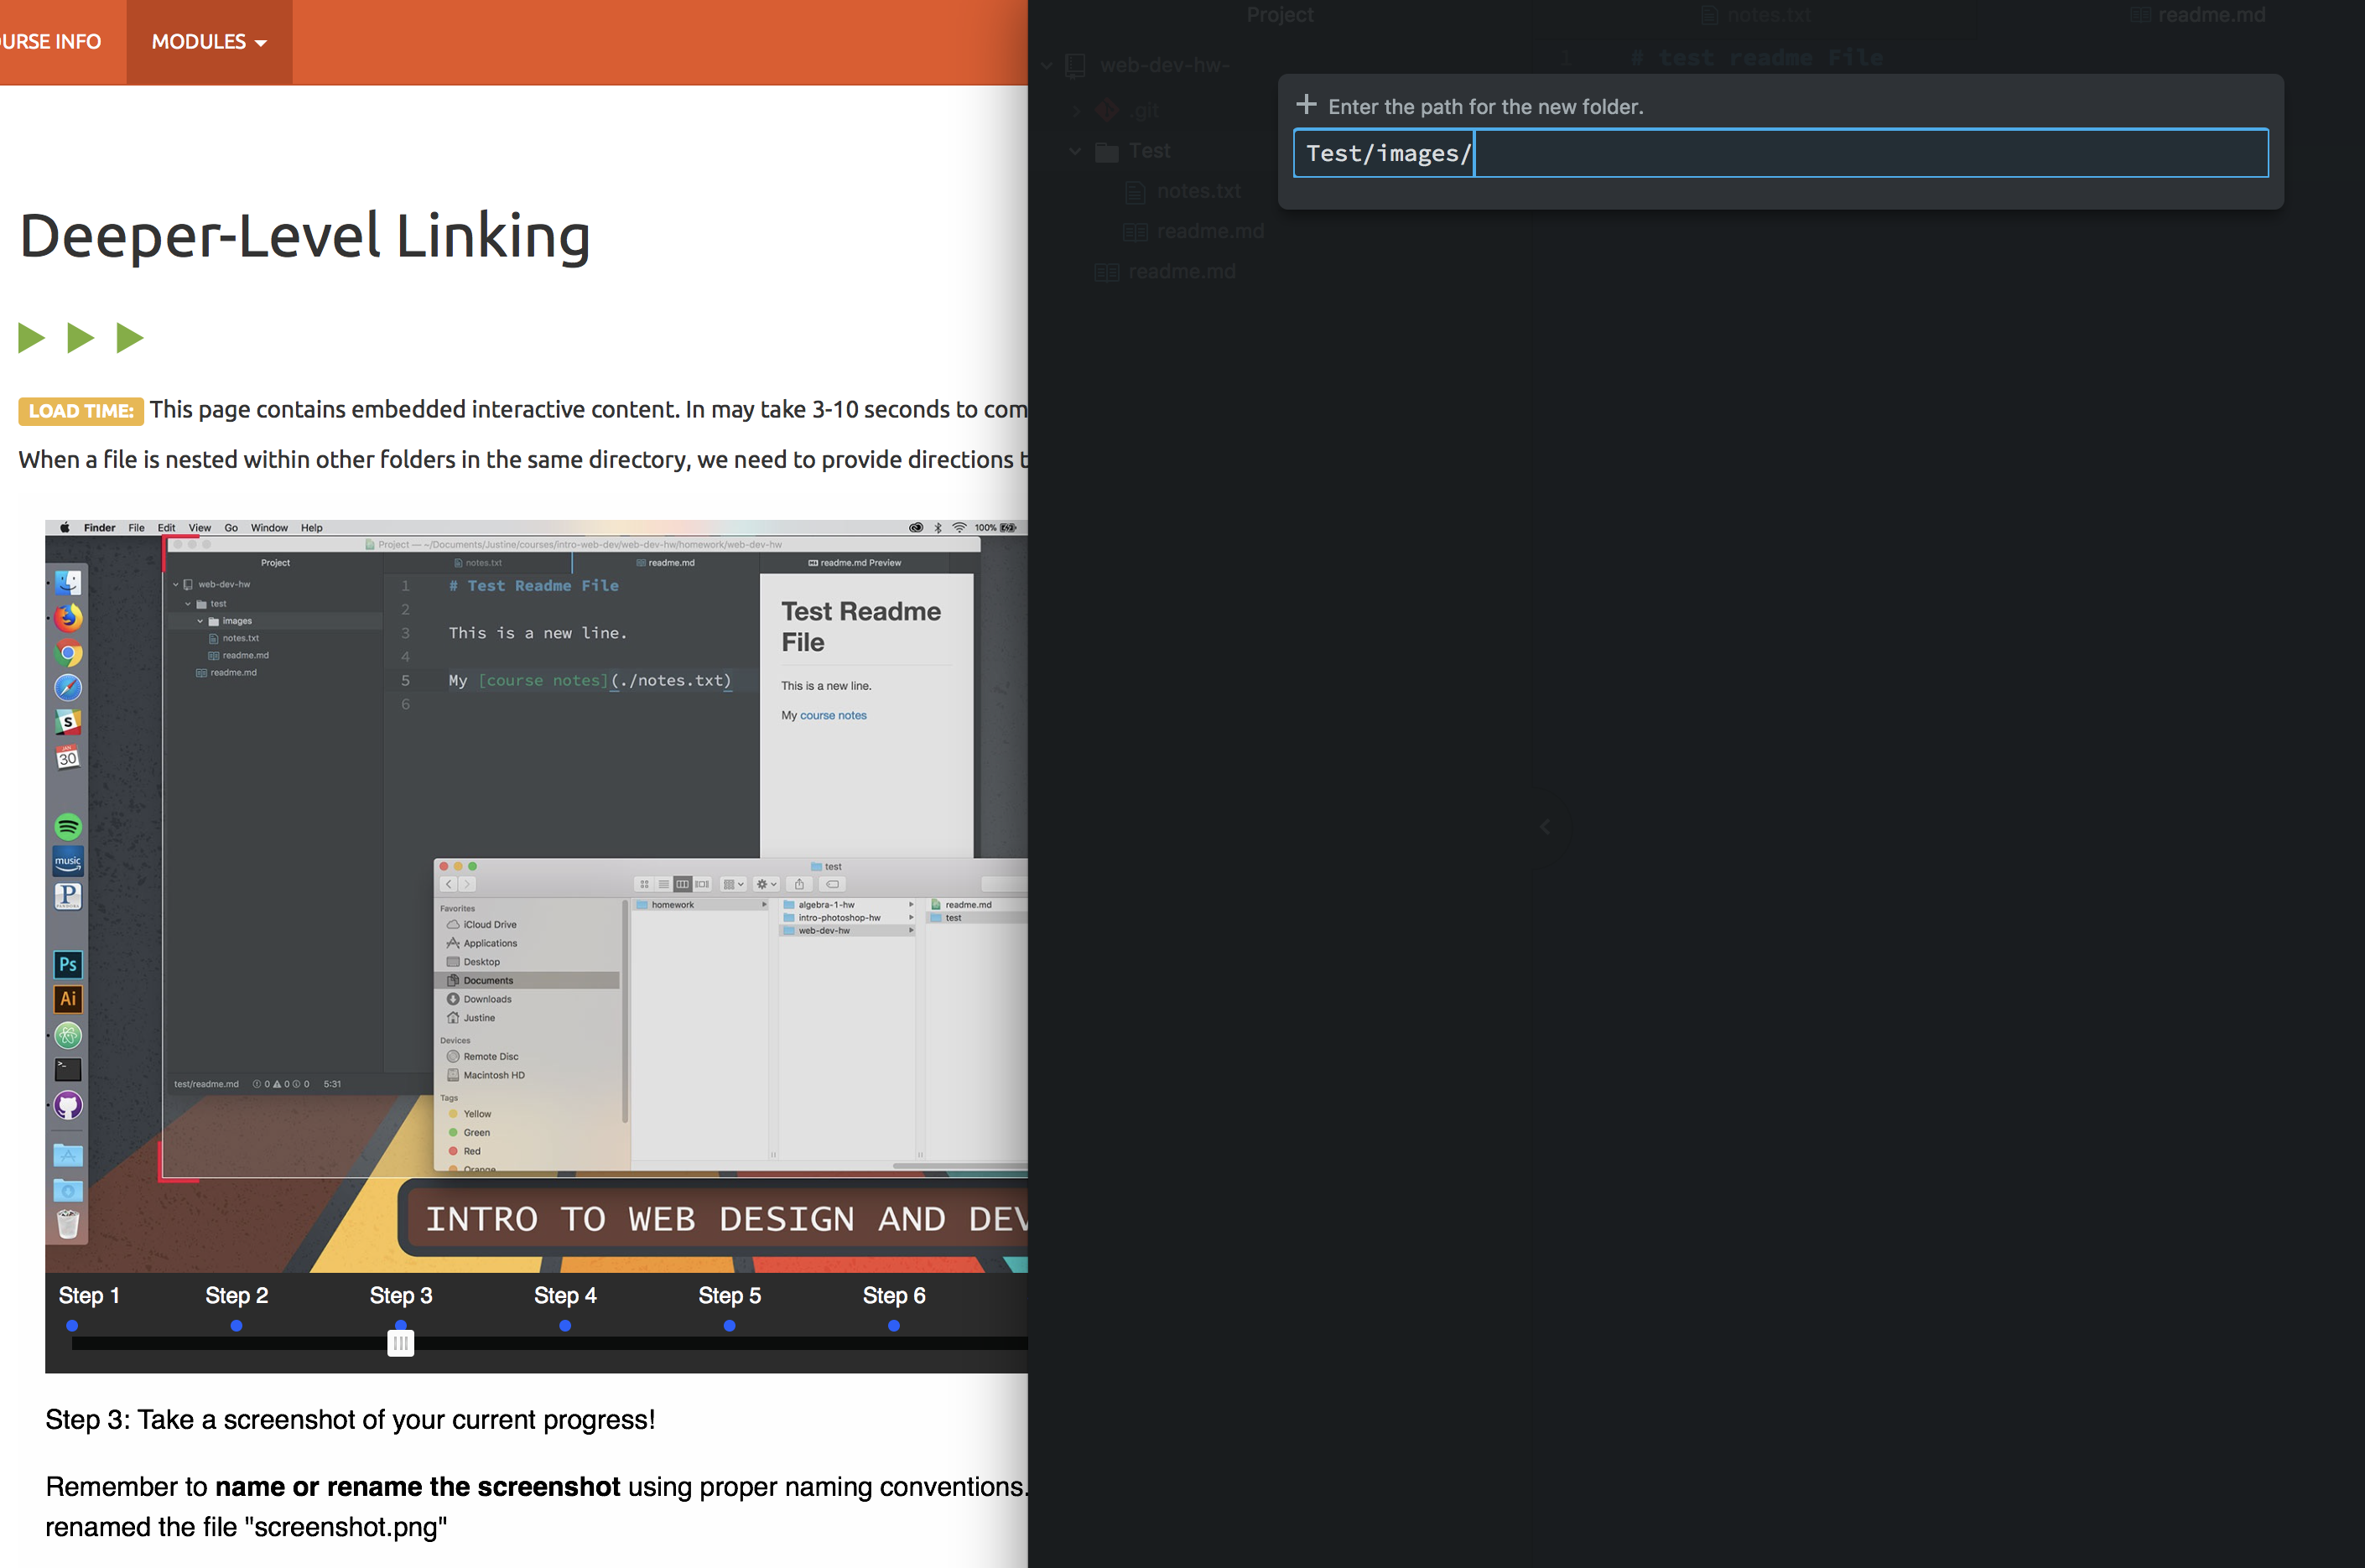 URSE INFO
MODULES
Deeper-Level Linking
LOAD TIME: This page contains embedded interactive content. In may take 3-10 seconds to com
When a file is nested within other folders in the same directory, we need to provide directions t
Finder File Edit View Go Window Help
100%
Project — ~/Documents/Justine/courses/intro-web-dev/web-dev-hw/homework/web-dev-hw
Project
notes.txt
readme.md
readme.md Preview
web-dev-hw
test
images
notes.txt
readme.md
readme.md
1 # Test Readme File
2
3 This is a new line.
4
5 My [course notes](./notes.txt)
6
Test Readme
File
This is a new line.
My course notes
S
JAN
30
music
P
PANDORA
Ps
Ai
>_
test/readme.md 0 0 0 5:31
test
Favorites
iCloud Drive
Applications
Desktop
Documents
Downloads
Justine
Devices
Remote Disc
Macintosh HD
Tags
Yellow
Green
Red
Orange
homework
algebra-1-hw
intro-photoshop-hw
web-dev-hw
readme.md
test
INTRO TO WEB DESIGN AND DEV
Step 1
Step 2
Step 3
Step 4
Step 5
Step 6
Step 3: Take a screenshot of your current progress!
Remember to name or rename the screenshot using proper naming conventions.
renamed the file "screenshot.png"
Project
notes.txt
readme.md
web-dev-hw-
.git
Test
notes.txt
readme.md
readme.md
1 # test readme File
Enter the path for the new folder.
Test/images/